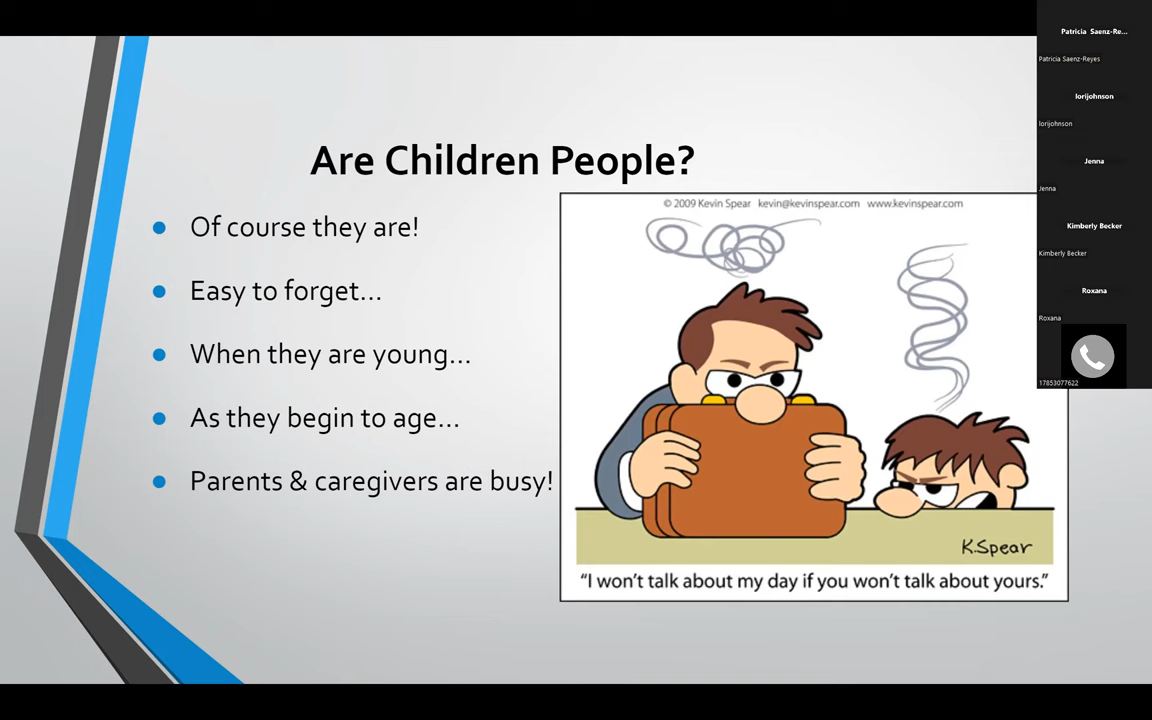 Are Children People?
Of course they are!
Easy to forget...
When they are young...
As they begin to age...
Parents & caregivers are busy!
© 2009 Kevin Spear kevin@kevinspear.com www.kevinspear.com
K.Spear
“I won’t talk about my day if you won’t talk about yours.”
Patricia Saenz-Re...
Patricia Saenz-Reyes
lorijohnson
lorijohnson
Jenna
Jenna
Kimberly Becker
Kimberly Becker
Roxana
Roxana
17853077622